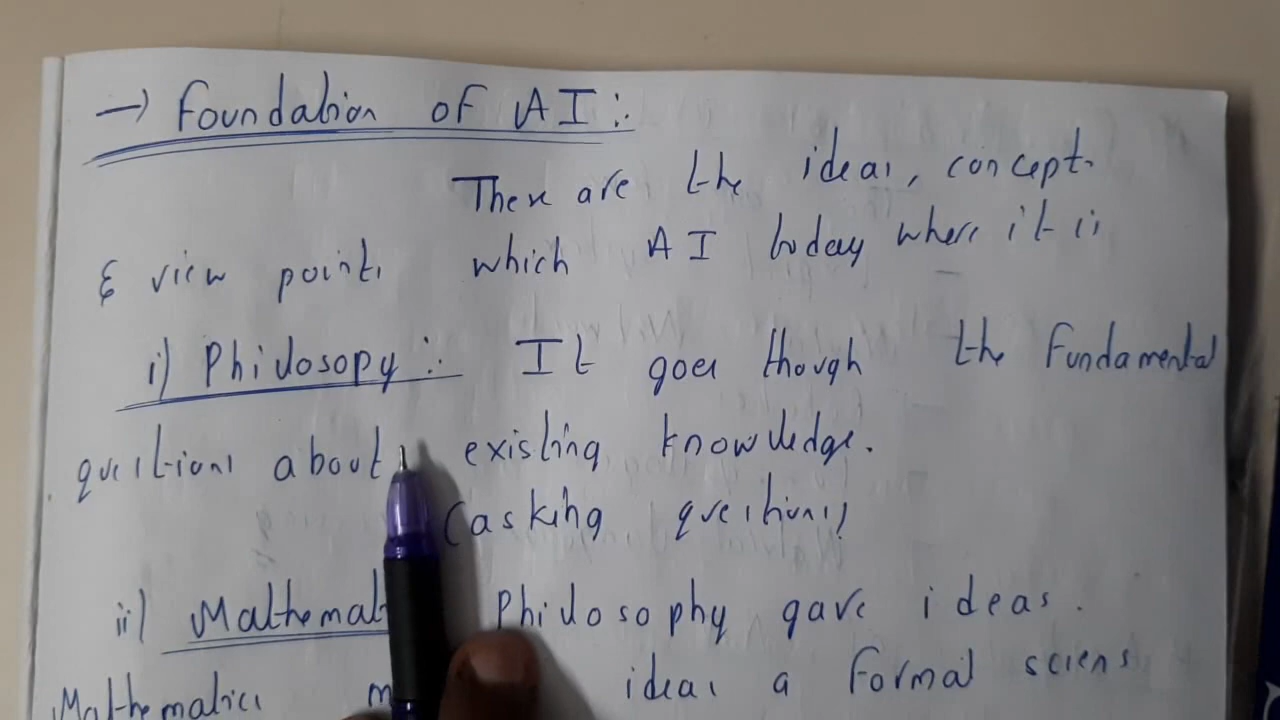 → Foundation of AI :-
These are the ideas, concept-
& view points which AI today where it is
i) Philosopy :- It goes though the fundamental
questions about existing knowledge.
(asking questions)
ii) Mathemat Philosophy gave ideas.
Mathematics m ideas a formal sciens